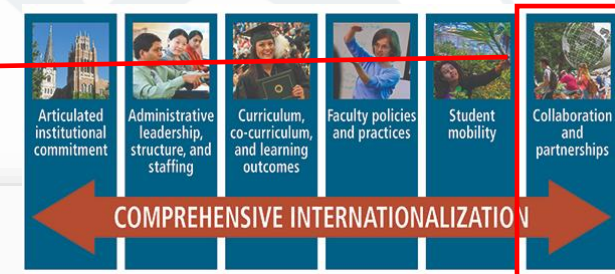 Articulated
institutional
commitment
Administrative
leadership,
structure, and
staffing
Curriculum,
co-curriculum,
and learning
outcomes
Faculty policies
and practices
Student
mobility
Collaboration
and
partnerships
COMPREHENSIVE INTERNATIONALIZATION